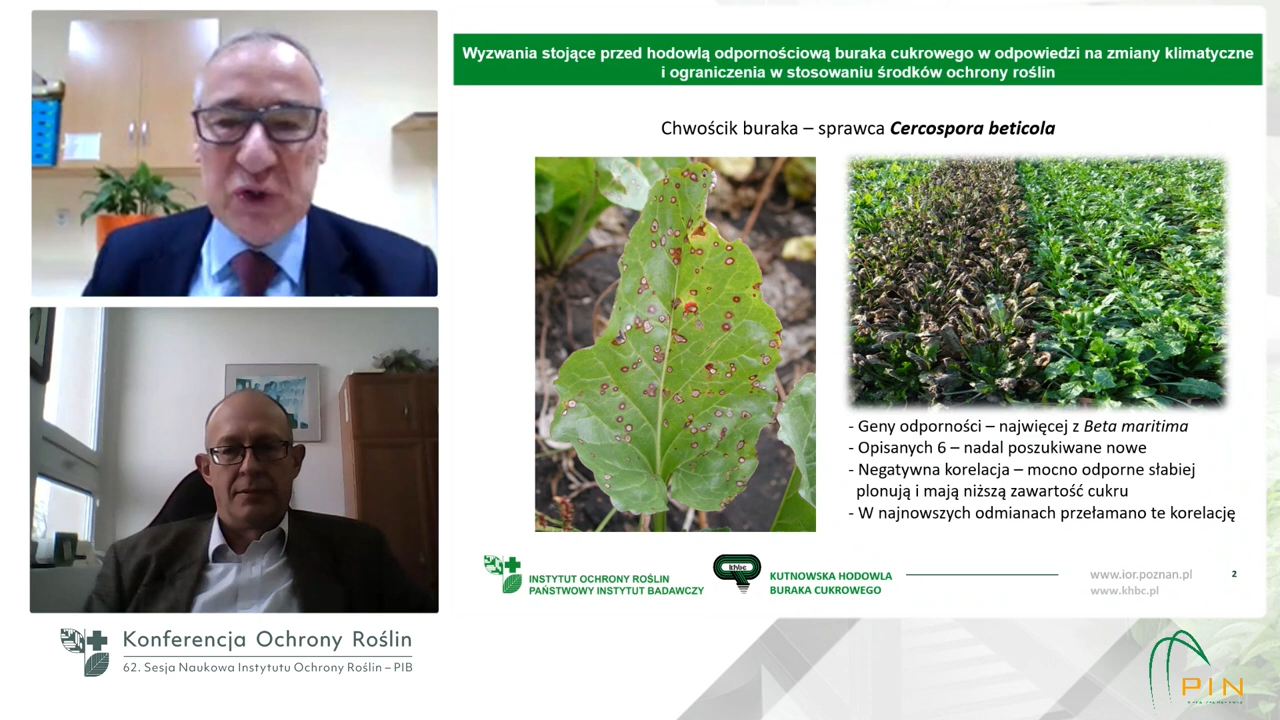 Wyzwania stojące przed hodowlą odpornościową buraka cukrowego w odpowiedzi na zmiany klimatyczne
i ograniczenia w stosowaniu środków ochrony roślin
Chwościk buraka – sprawca Cercospora beticola
- Geny odporności – najwięcej z Beta maritima
- Opisanych 6 – nadal poszukiwane nowe
- Negatywna korelacja – mocno odporne słabiej
plonują i mają niższą zawartość cukru
- W najnowszych odmianach przełamano te korelację
INSTYTUT OCHRONY ROŚLIN
PAŃSTWOWY INSTYTUT BADAWCZY
khbc
KUTNOWSKA HODOWLA
BURAKA CUKROWEGO
www.ior.poznan.pl
www.khbc.pl
2
Konferencja Ochrony Roślin
62. Sesja Naukowa Instytutu Ochrony Roślin – PIB
PIN